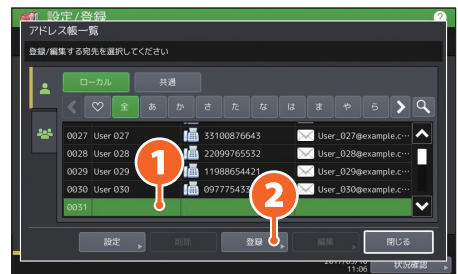 設定/登録
アドレス帳一覧
登録/編集する宛先を選択してください
ローカル 共通
全 あ か さ た な は ま や ら
0027 User 027 33100876643 User_027@example.c…
0028 User 028 22099765532 User_028@example.c…
0029 User 029 11988654421 User_029@example.c…
0030 User 030 097775433 User_030@example.c…
0031
1
2
設定 削除 登録 編集 閉じる
11:06 状況確認